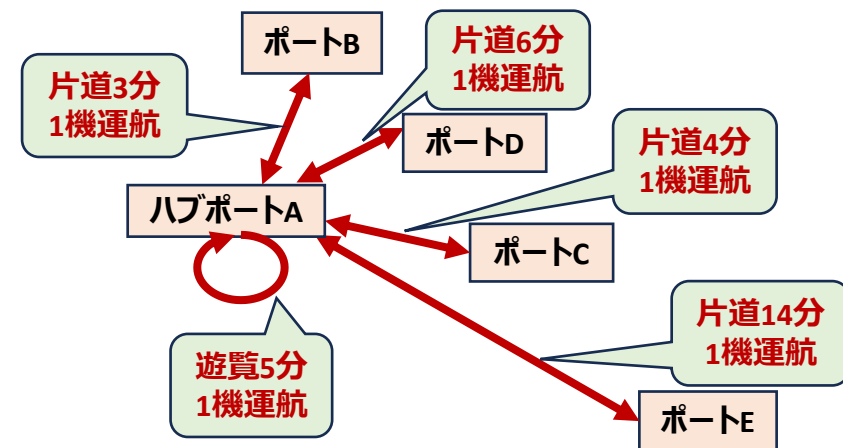 ポートB
片道6分
1機運航
片道3分
1機運航
ポートD
片道4分
1機運航
ハブポートA
ポートC
片道14分
1機運航
遊覧5分
1機運航
ポートE